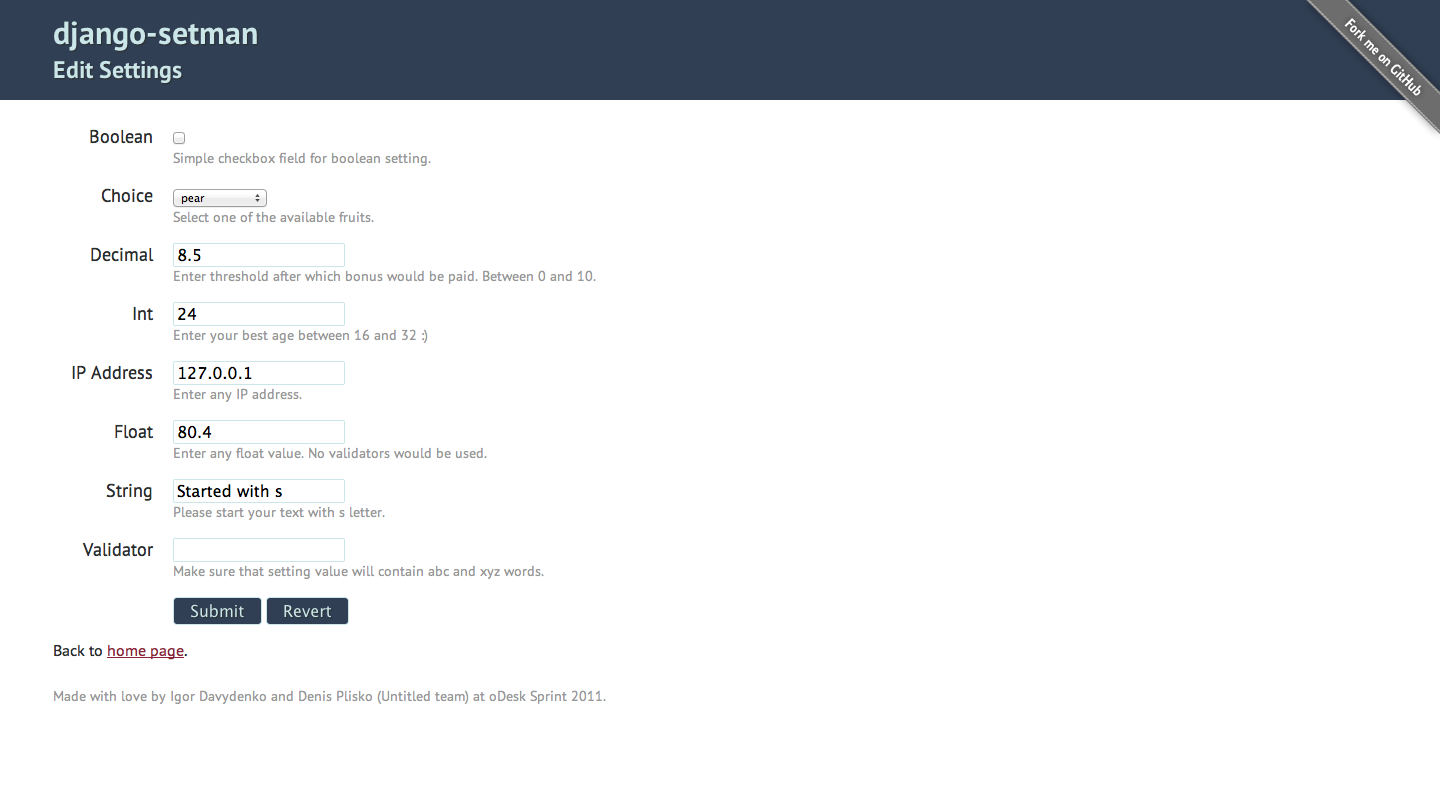 django-setman
Edit Settings
Fork me on GitHub
Boolean
Simple checkbox field for boolean setting.
Choice
pear
Select one of the available fruits.
Decimal
8.5
Enter threshold after which bonus would be paid. Between 0 and 10.
Int
24
Enter your best age between 16 and 32 :)
IP Address
127.0.0.1
Enter any IP address.
Float
80.4
Enter any float value. No validators would be used.
String
Started with s
Please start your text with s letter.
Validator
Make sure that setting value will contain abc and xyz words.
Submit Revert
Back to home page.
Made with love by Igor Davydenko and Denis Plisko (Untitled team) at oDesk Sprint 2011.